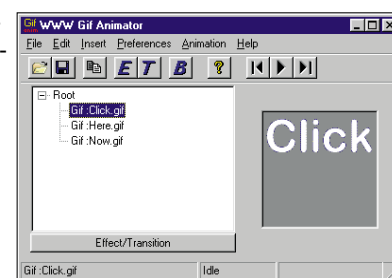 Gif WWW Gif Animator
File Edit Insert Preferences Animation Help
E T B ?
Root
Gif :Click.gif
Gif :Here.gif
Gif :Now.gif
Click
Effect/Transition
Gif :Click.gif Idle